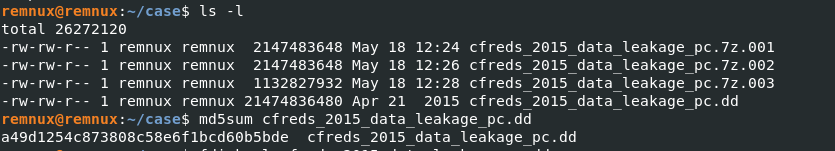 remnux@remnux:~/case$ ls -l
total 26272120
-rw-rw-r-- 1 remnux remnux  2147483648 May 18 12:24 cfreds_2015_data_leakage_pc.7z.001
-rw-rw-r-- 1 remnux remnux  2147483648 May 18 12:26 cfreds_2015_data_leakage_pc.7z.002
-rw-rw-r-- 1 remnux remnux  1132827932 May 18 12:28 cfreds_2015_data_leakage_pc.7z.003
-rw-rw-r-- 1 remnux remnux 21474836480 Apr 21  2015 cfreds_2015_data_leakage_pc.dd
remnux@remnux:~/case$ md5sum cfreds_2015_data_leakage_pc.dd
a49d1254c873808c58e6f1bcd60b5bde  cfreds_2015_data_leakage_pc.dd